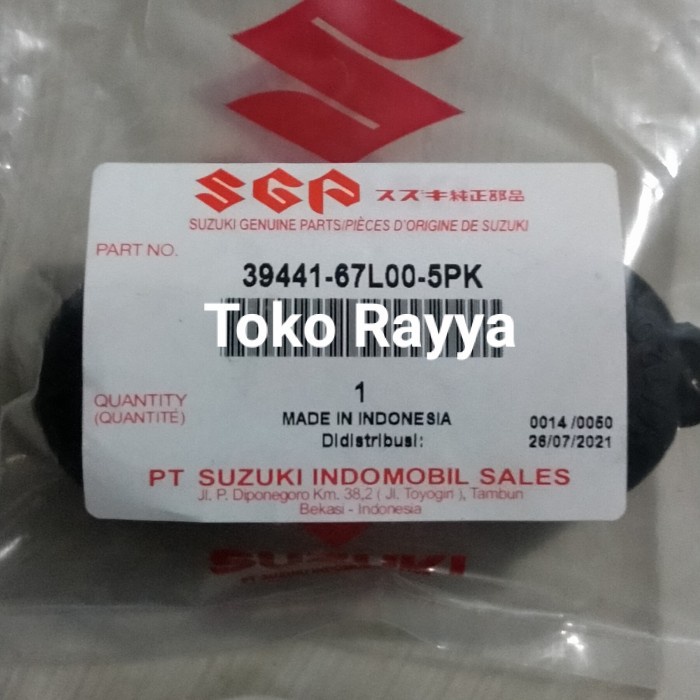 SGP スズキ純正部品
SUZUKI GENUINE PARTS/PIÈCES D'ORIGINE DE SUZUKI
PART NO.
39441-67L00-5PK
Toko Rayya
QUANTITY
(QUANTITÉ)
1
MADE IN INDONESIA
Didistribusi:
0014 /0050
26/07/2021
PT SUZUKI INDOMOBIL SALES
Jl. P. Diponegoro Km. 38,2 ( Jl. Toyogiri ), Tambun
Bekasi - Indonesia
SUZUKI